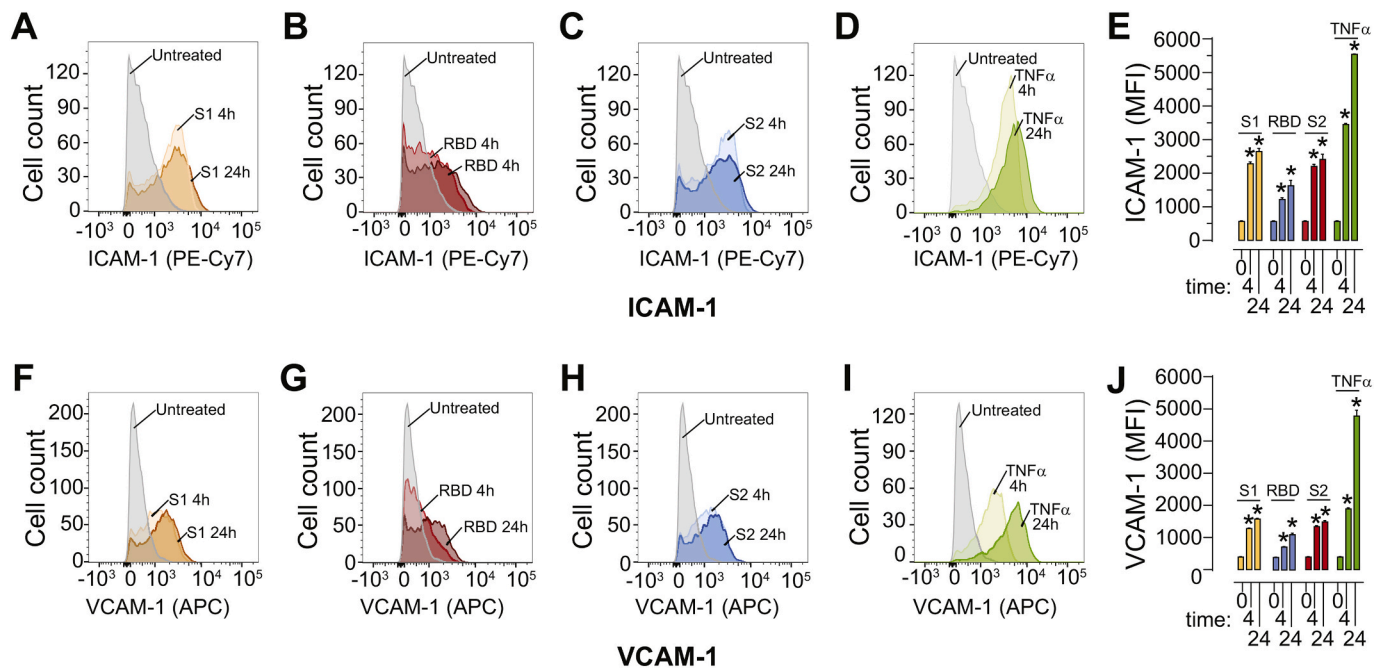 A
Cell count
120
90
60
30
0
Untreated
S1 4h
S1 24h
-10³ 0 10³ 10⁴ 10⁵
ICAM-1 (PE-Cy7)
B
Cell count
120
90
60
30
0
Untreated
RBD 4h
RBD 4h
-10³ 0 10³ 10⁴ 10⁵
ICAM-1 (PE-Cy7)
C
Cell count
120
90
60
30
0
Untreated
S2 4h
S2 24h
-10³ 0 10³ 10⁴ 10⁵
ICAM-1 (PE-Cy7)
D
Cell count
120
90
60
30
0
Untreated
TNFα
4h
TNFα
24h
-10³ 0 10³ 10⁴ 10⁵
ICAM-1 (PE-Cy7)
E
ICAM-1 (MFI)
6000
5000
4000
3000
2000
1000
0
S1 RBD S2 TNFα
* * * * * * * *
time:
0 0 0 0
4 4 4 4
24 24 24 24
ICAM-1
F
Cell count
200
150
100
50
0
Untreated
S1 4h
S1 24h
-10³ 0 10³ 10⁴ 10⁵
VCAM-1 (APC)
G
Cell count
200
150
100
50
0
Untreated
RBD 4h
RBD 24h
-10³ 0 10³ 10⁴ 10⁵
VCAM-1 (APC)
H
Cell count
200
150
100
50
0
Untreated
S2 4h
S2 24h
-10³ 0 10³ 10⁴ 10⁵
VCAM-1 (APC)
I
Cell count
120
90
60
30
0
Untreated
TNFα
4h
TNFα
24h
-10³ 0 10³ 10⁴ 10⁵
VCAM-1 (APC)
J
VCAM-1 (MFI)
6000
5000
4000
3000
2000
1000
0
S1 RBD S2 TNFα
* * * * * * * *
time:
0 0 0 0
4 4 4 4
24 24 24 24
VCAM-1